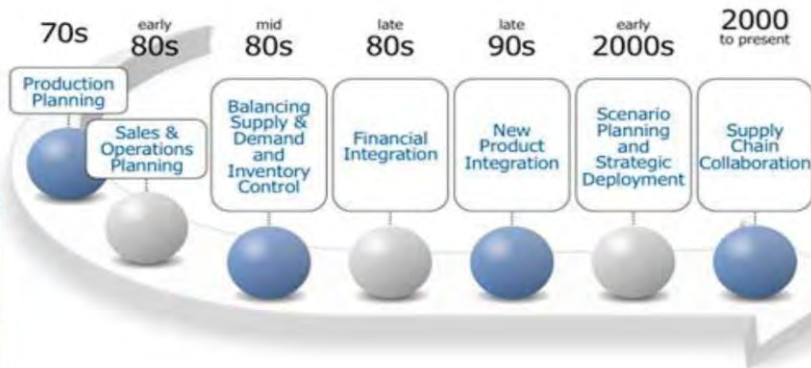 70s
early
80s
mid
80s
late
80s
late
90s
early
2000s
2000
to present
Production
Planning
Sales &
Operations
Planning
Balancing
Supply &
Demand
and
Inventory
Control
Financial
Integration
New
Product
Integration
Scenario
Planning
and
Strategic
Deployment
Supply
Chain
Collaboration